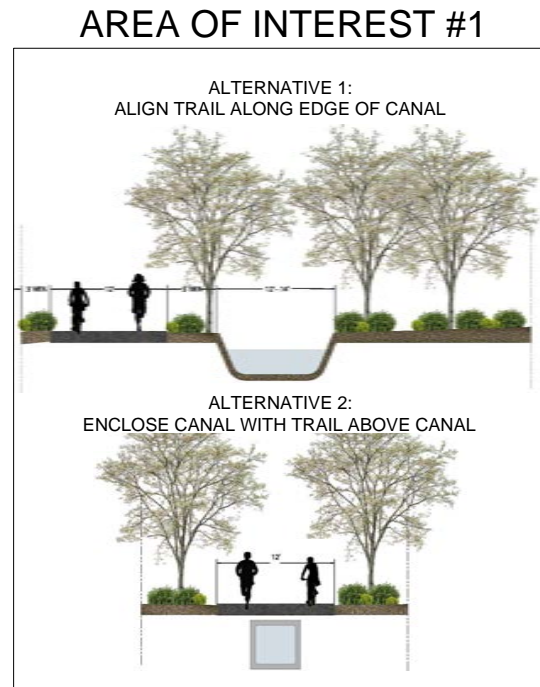 AREA OF INTEREST #1
ALTERNATIVE 1:
ALIGN TRAIL ALONG EDGE OF CANAL
12'
12' - 14'
ALTERNATIVE 2:
ENCLOSE CANAL WITH TRAIL ABOVE CANAL
12'